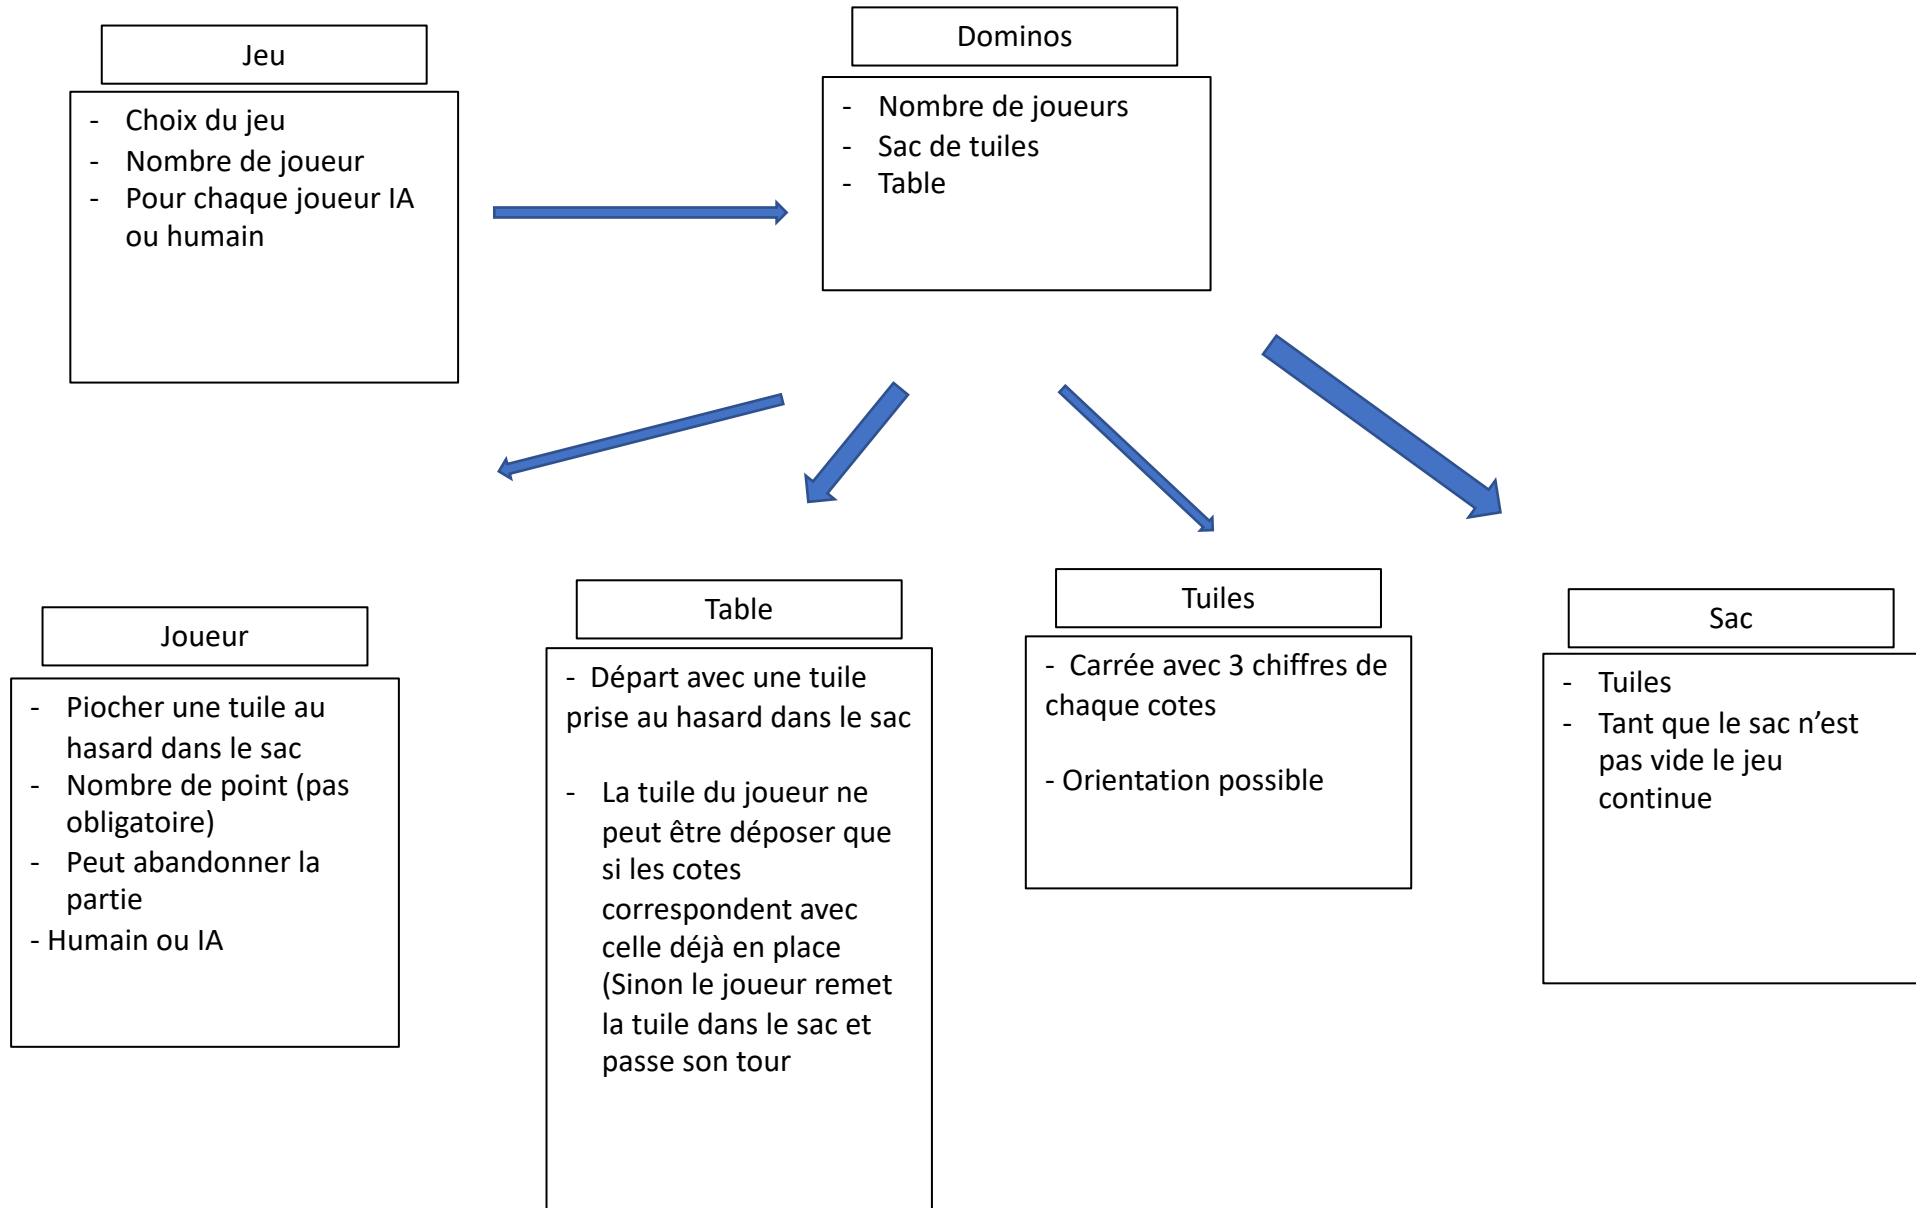 Jeu
- Choix du jeu
- Nombre de joueur
- Pour chaque joueur IA
ou humain
Dominos
- Nombre de joueurs
- Sac de tuiles
- Table
Joueur
- Piocher une tuile au
hasard dans le sac
- Nombre de point (pas
obligatoire)
- Peut abandonner la
partie
- Humain ou IA
Table
- Départ avec une tuile
prise au hasard dans le sac
- La tuile du joueur ne
peut être déposer que
si les cotes
correspondent avec
celle déjà en place
(Sinon le joueur remet
la tuile dans le sac et
passe son tour
Tuiles
- Carrée avec 3 chiffres de
chaque cotes
- Orientation possible
Sac
- Tuiles
- Tant que le sac n’est
pas vide le jeu
continue